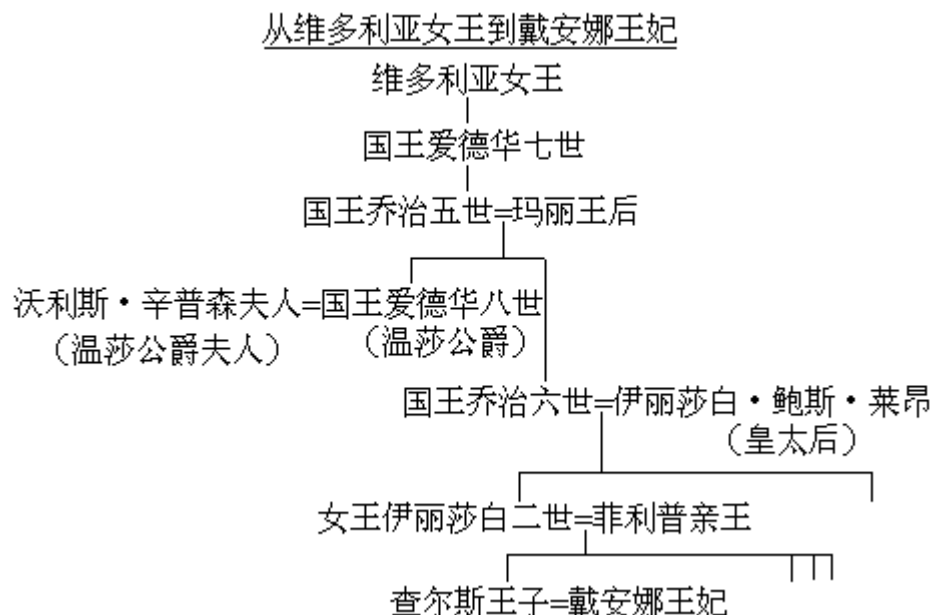 从维多利亚女王到戴安娜王妃
维多利亚女王
国王爱德华七世
国王乔治五世=玛丽王后
沃利斯·辛普森夫人=国王爱德华八世
（温莎公爵夫人） （温莎公爵）
国王乔治六世=伊丽莎白·鲍斯·莱昂
（皇太后）
女王伊丽莎白二世=菲利普亲王
查尔斯王子=戴安娜王妃